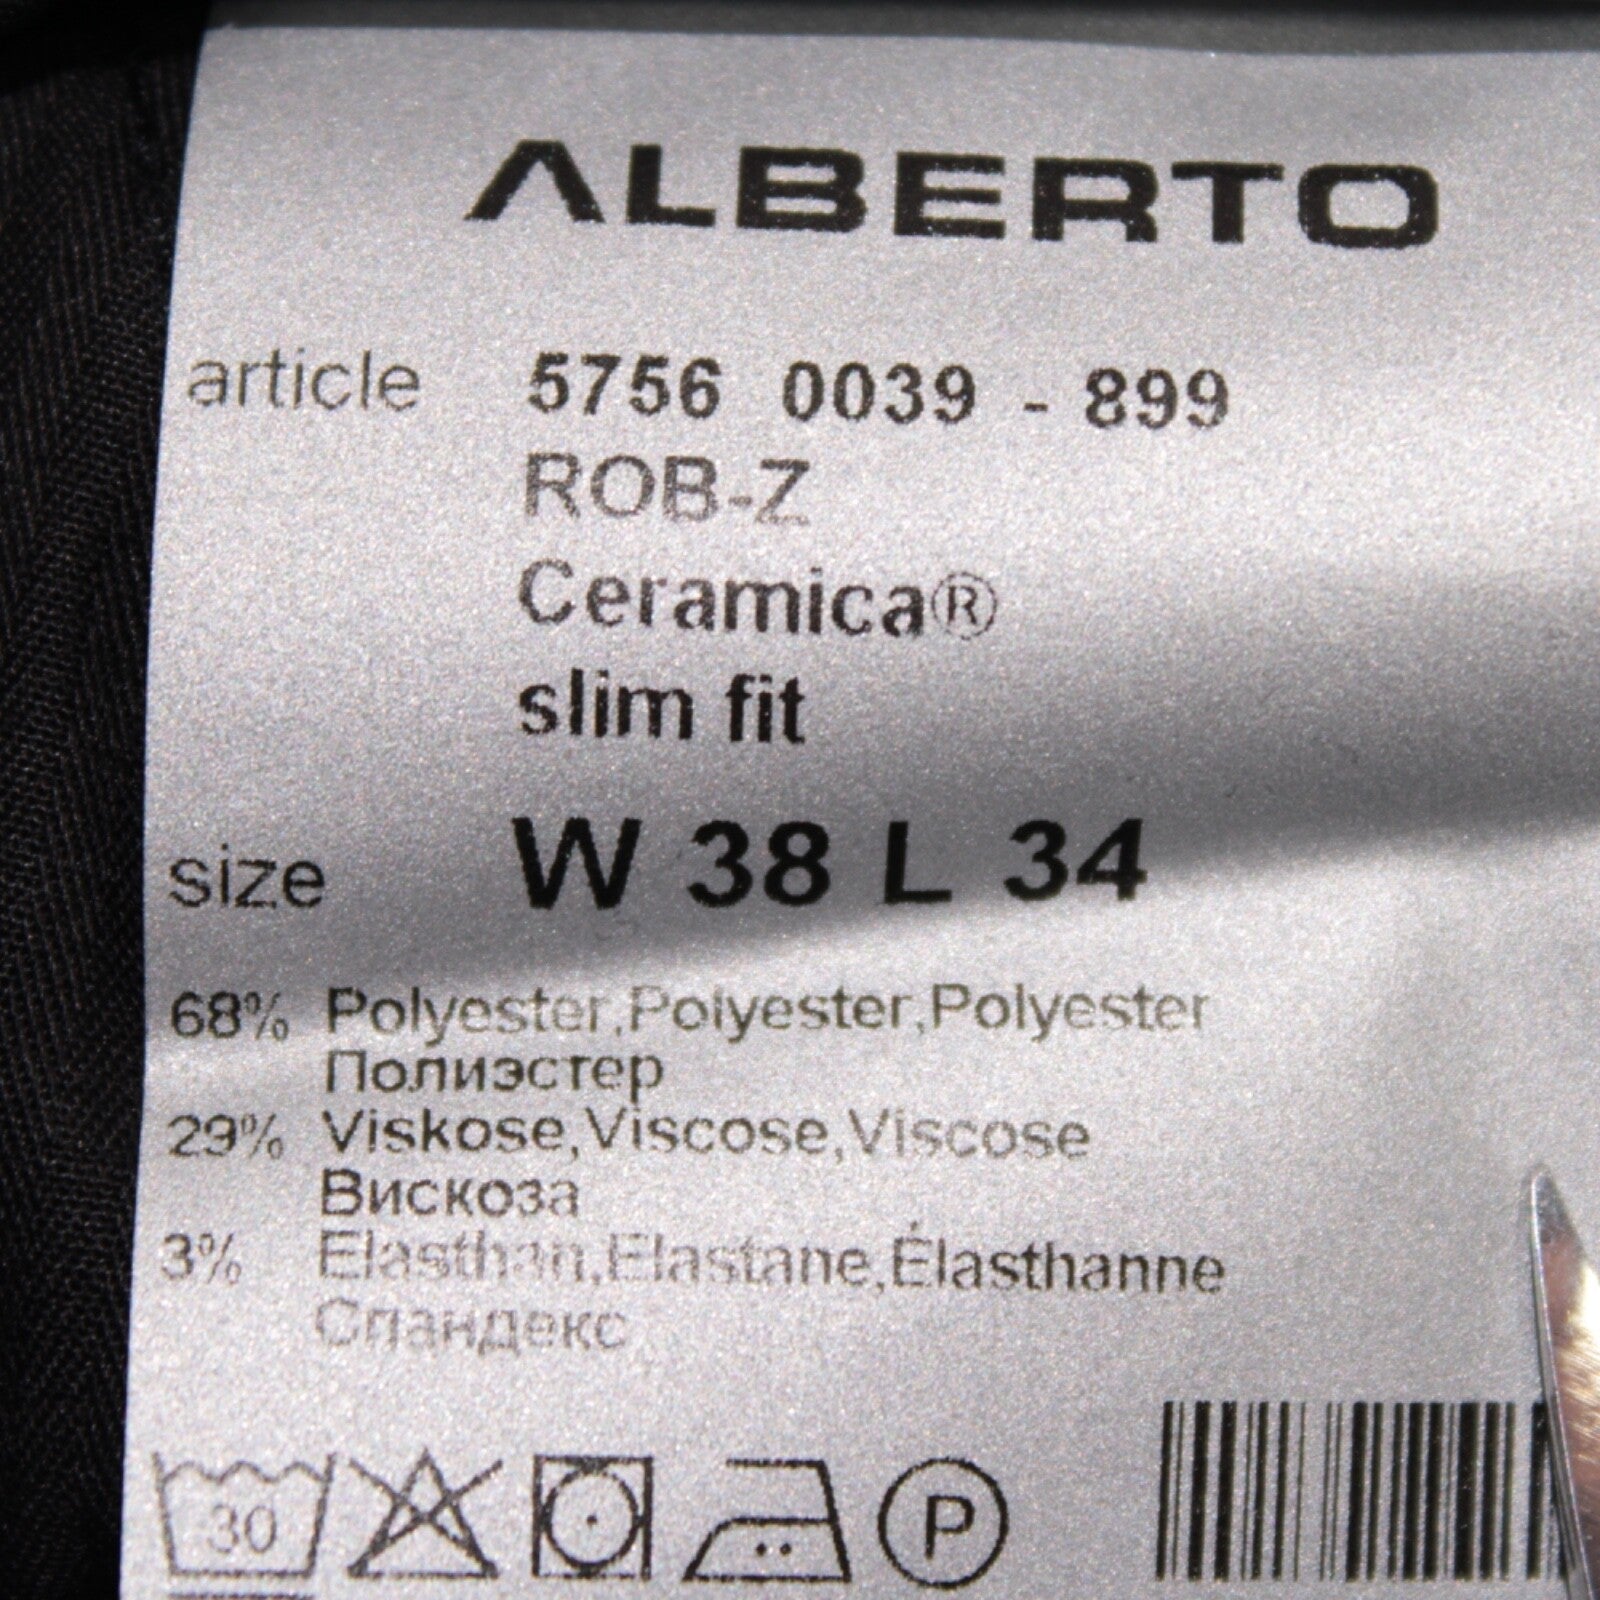 ALBERTO
article 5756 0039 - 899
ROB-Z
Ceramica®
slim fit
size W 38 L 34
68% Polyester,Polyester,Polyester
Полиэстер
29% Viskose,Viscose,Viscose
Вискоза
3% Elasthan,Elastane,Élasthanne
Спандекс
30 P